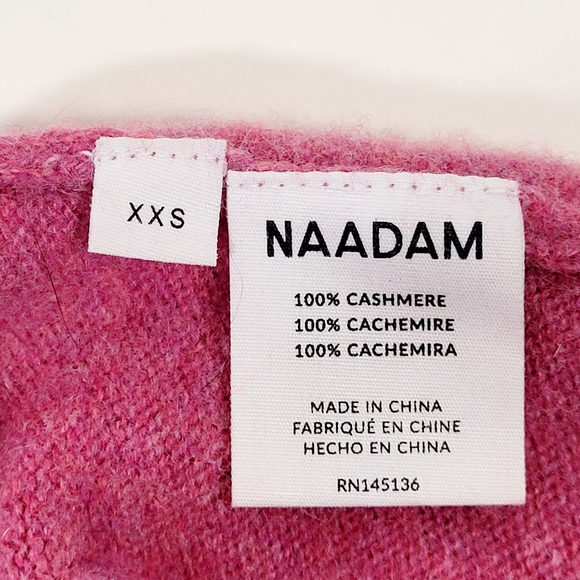 XXS
NAADAM
100% CASHMERE
100% CACHEMIRE
100% CACHEMIRA
MADE IN CHINA
FABRIQUÉ EN CHINE
HECHO EN CHINA
RN145136